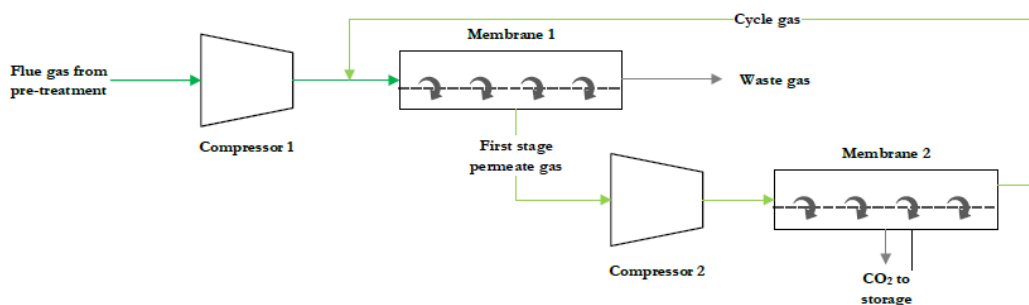 Cycle gas
Membrane 1
Flue gas from
pre-treatment
Waste gas
Compressor 1
First stage
permeate gas
Membrane 2
Compressor 2
CO₂ to
storage